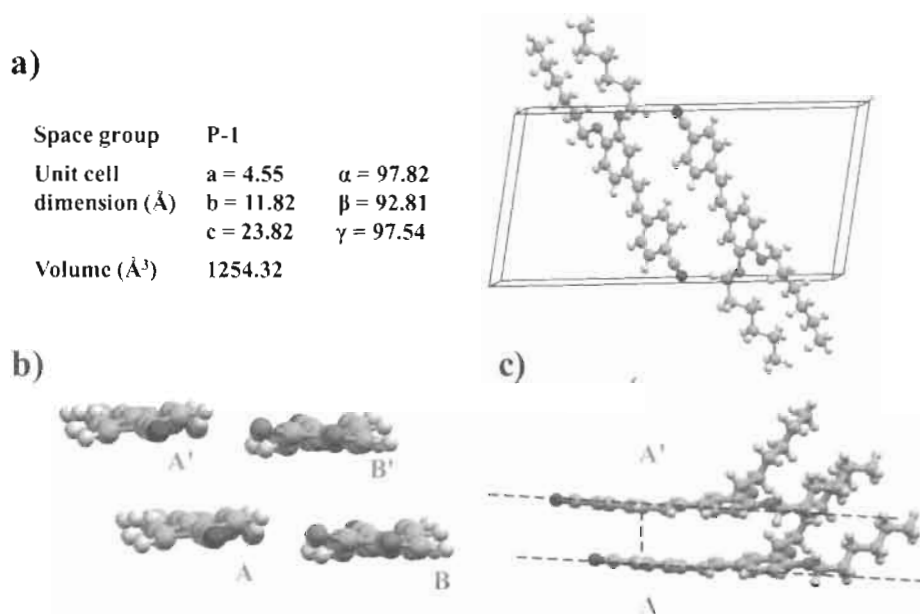 a)
Space group P-1
Unit cell a = 4.55 α = 97.82
dimension (Å) b = 11.82 β = 92.81
c = 23.82 γ = 97.54
Volume (Å³) 1254.32
b) c)
A' B' A'
A B A